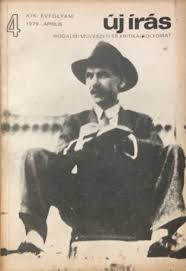 4
XIX. ÉVFOLYAM
1979. ÁPRILIS
új írás
IRODALMI, MŰVÉSZETI ÉS KRITIKAI FOLYÓIRAT